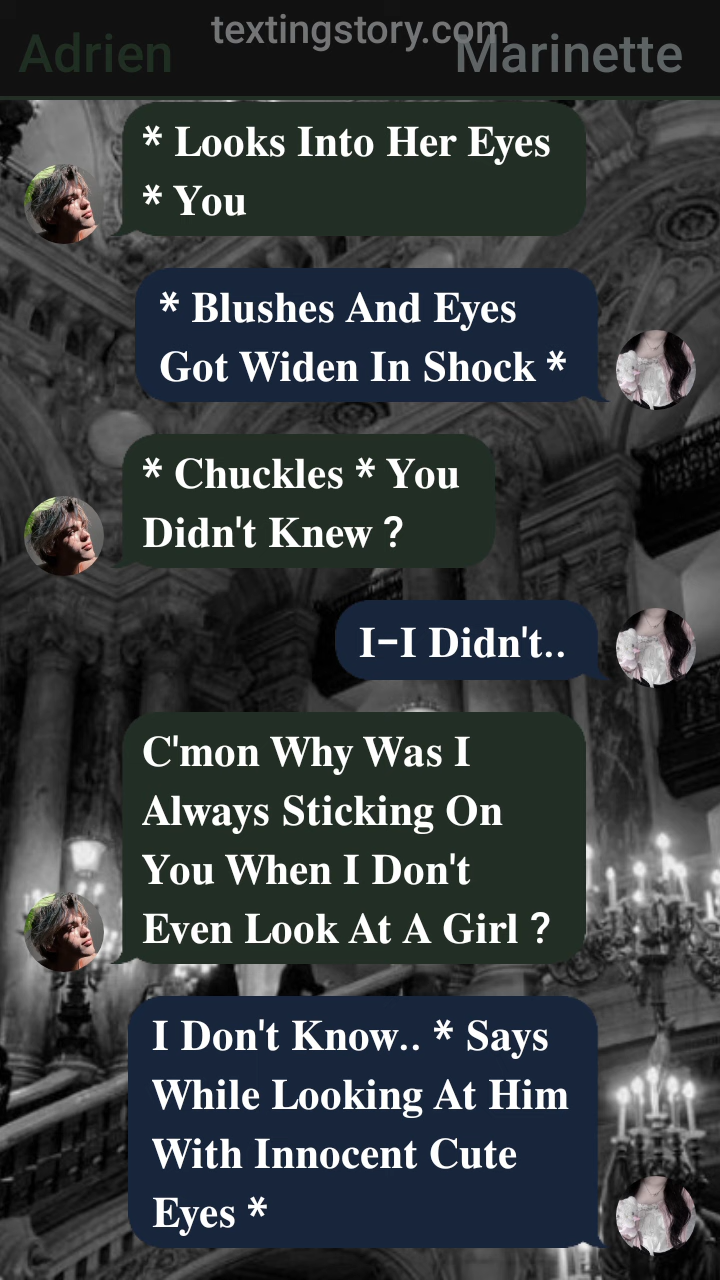 textingstory.com
Adrien Marinette
* Looks Into Her Eyes
* You
* Blushes And Eyes
Got Widen In Shock *
* Chuckles * You
Didn't Knew ?
I-I Didn't..
C'mon Why Was I
Always Sticking On
You When I Don't
Even Look At A Girl ?
I Don't Know.. * Says
While Looking At Him
With Innocent Cute
Eyes *